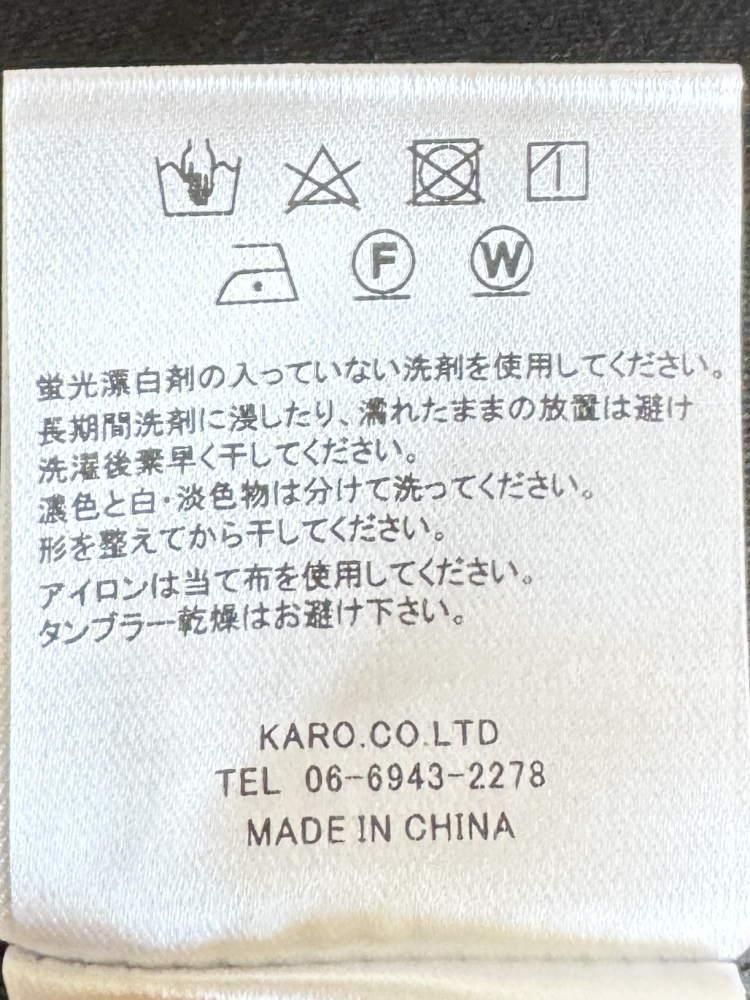 F W
蛍光漂白剤の入っていない洗剤を使用してください。
長期間洗剤に浸したり、濡れたままの放置は避け
洗濯後素早く干してください。
濃色と白・淡色物は分けて洗ってください。
形を整えてから干してください。
アイロンは当て布を使用してください。
タンブラー乾燥はお避け下さい。
KARO.CO.LTD
TEL 06-6943-2278
MADE IN CHINA